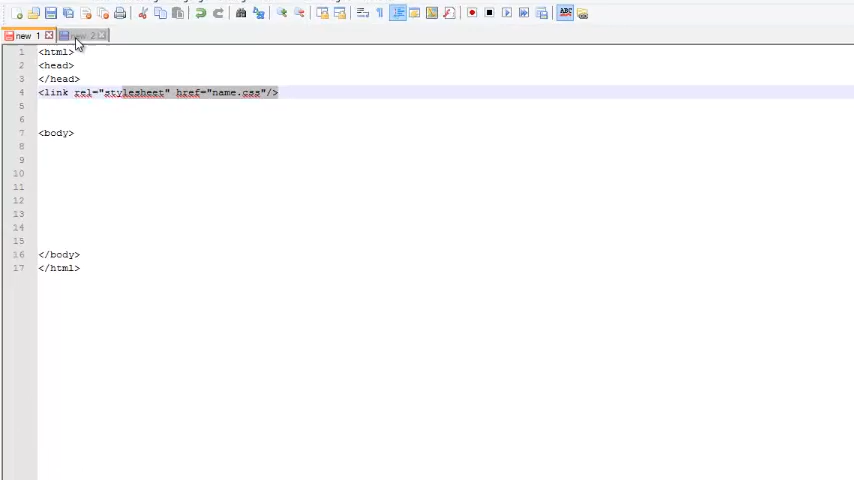 new 1 new 2
1 <html>
2 <head>
3 </head>
4 <link rel="stylesheet" href="name.css"/>
5
6
7 <body>
8
9
10
11
12
13
14
15
16 </body>
17 </html>